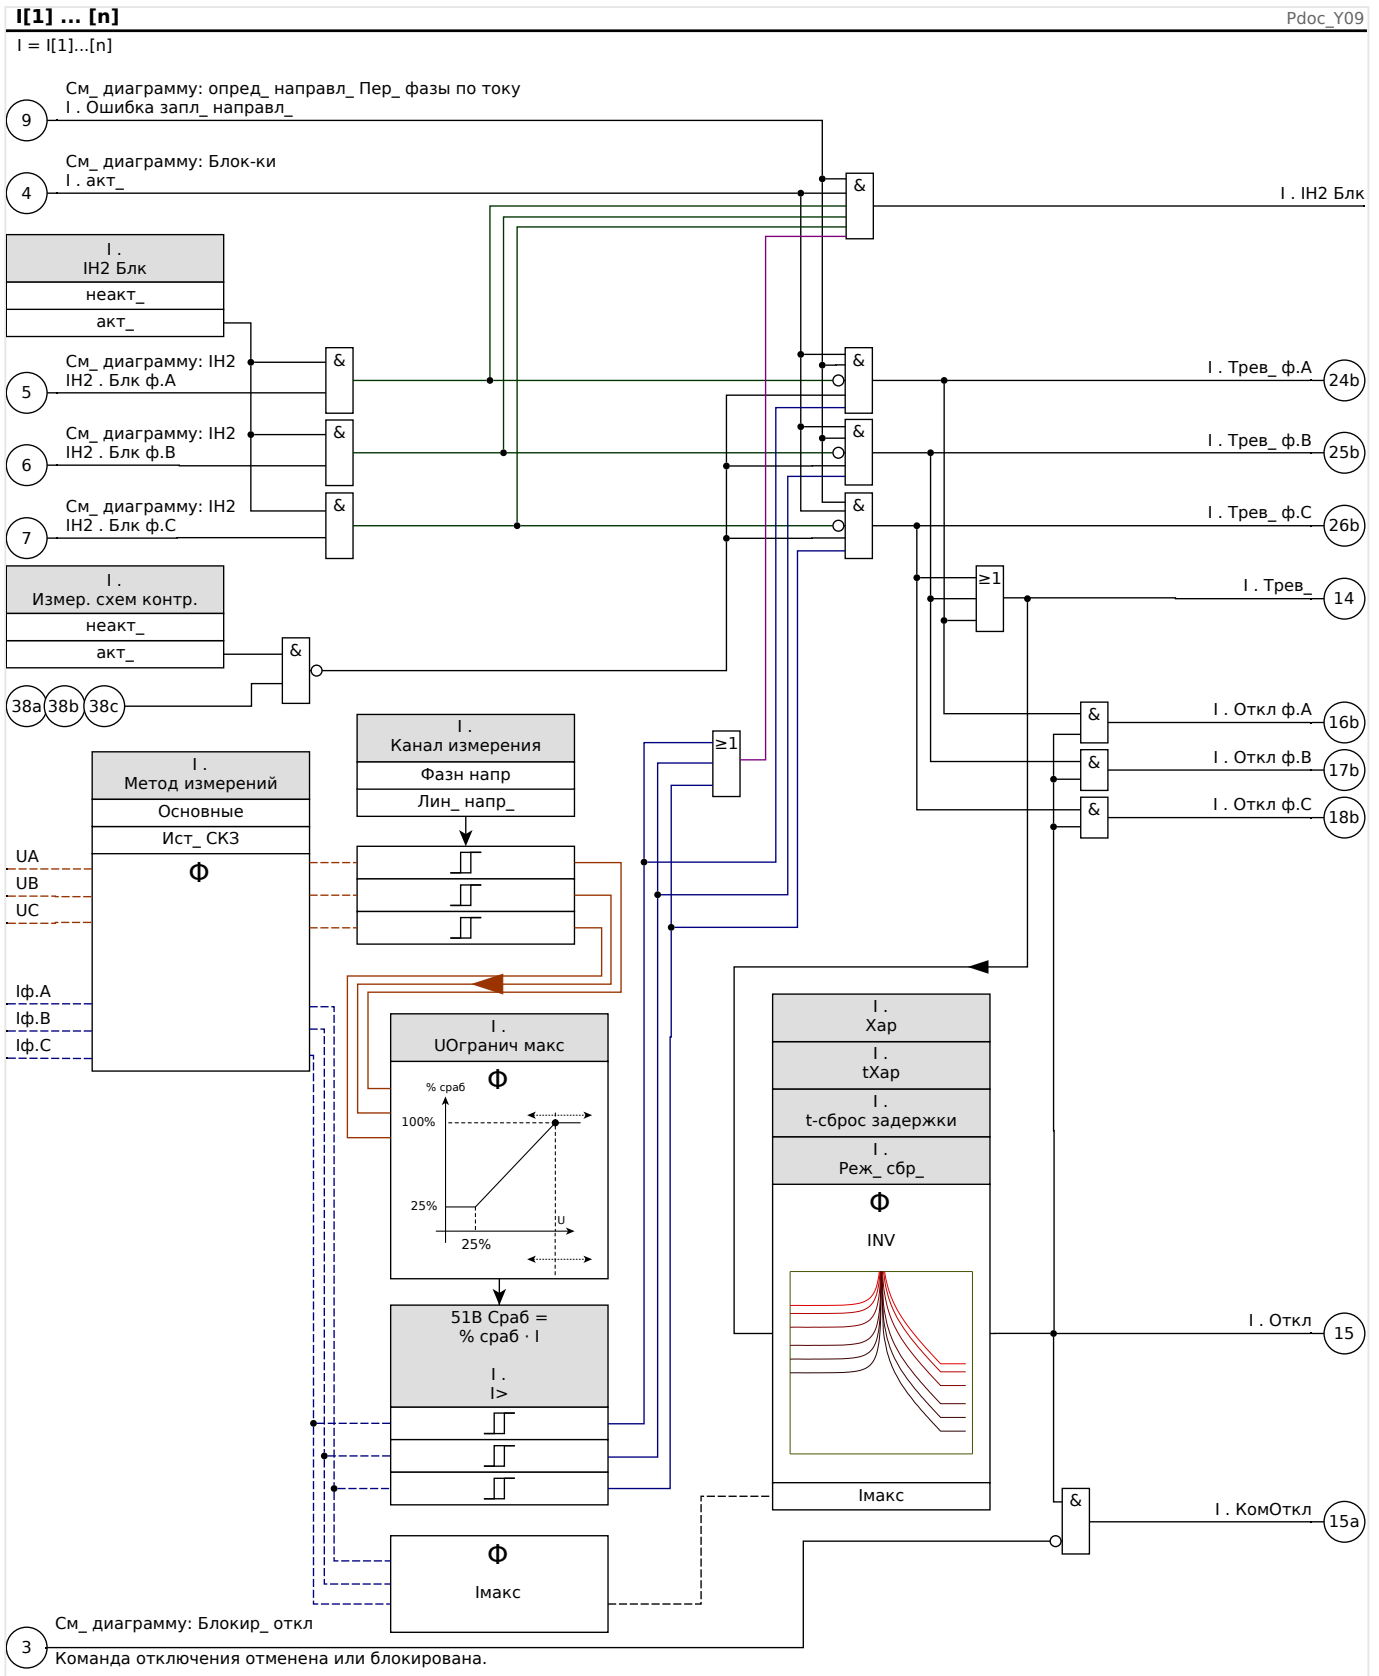 I[1] ... [n]
Pdoc_Y09
I = I[1]...[n]
См_ диаграмму: опред_ направл_ Пер_ фазы по току
I . Ошибка запл_ направл_
9
См_ диаграмму: Блок-ки
I . акт_
4
&
I . IH2 Блк
I .
IH2 Блк
неакт_
акт_
См_ диаграмму: IH2
IH2 . Блк ф.A
5
&
&
I . Трев_ ф.A
24b
См_ диаграмму: IH2
IH2 . Блк ф.B
6
&
&
I . Трев_ ф.B
25b
См_ диаграмму: IH2
IH2 . Блк ф.C
7
&
&
I . Трев_ ф.C
26b
I .
Измер. схем контр.
неакт_
акт_
&
≥1
I . Трев_
14
38a 38b 38c
&
I . Откл ф.A
16b
&
I . Откл ф.B
17b
&
I . Откл ф.C
18b
I .
Канал измерения
Фазн напр
Лин_ напр_
≥1
I .
Метод измерений
Основные
Ист_ СКЗ
Ф
UA
UB
UC
Iф.A
Iф.B
Iф.C
I .
UОгранич макс
Ф
% сраб
100%
25%
U
25%
I .
Хар
I .
tХар
I .
t-сброс задержки
I .
Реж_ сбр_
Ф
INV
Iмакс
51В Сраб =
% сраб · I
I .
I>
I . Откл
15
Ф
Iмакс
&
I . КомОткл
15a
См_ диаграмму: Блокир_ откл
3
Команда отключения отменена или блокирована.